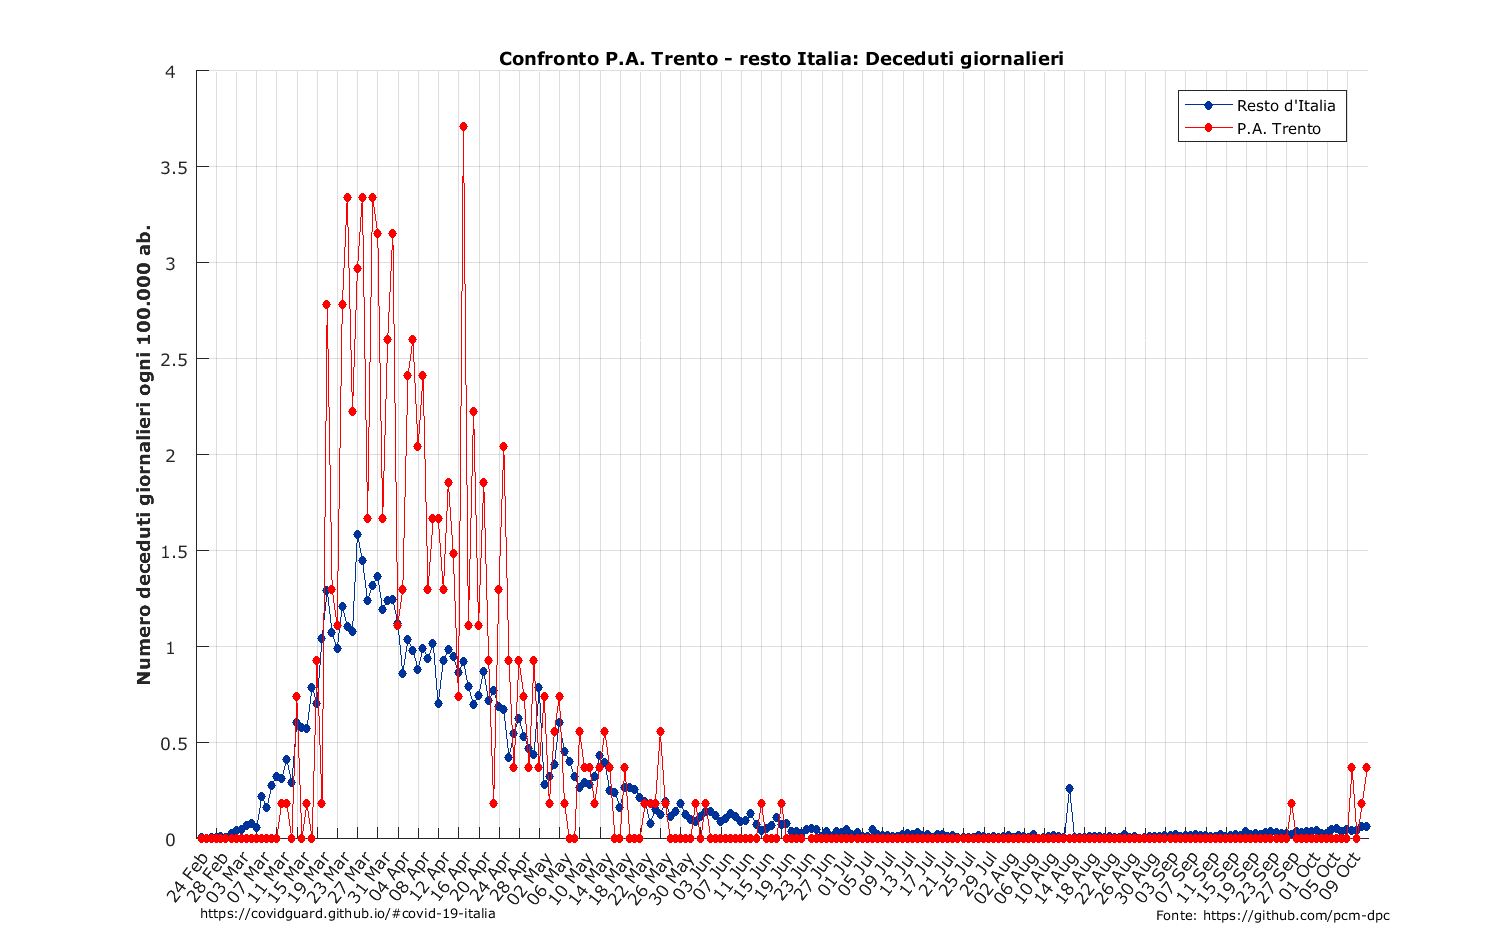 Confronto P.A. Trento - resto Italia: Deceduti giornalieri
Resto d'Italia
P.A. Trento
Numero deceduti giornalieri ogni 100.000 ab.
4
3.5
3
2.5
2
1.5
1
0.5
0
24 Feb
28 Feb
03 Mar
07 Mar
11 Mar
15 Mar
19 Mar
23 Mar
27 Mar
31 Mar
04 Apr
08 Apr
12 Apr
16 Apr
20 Apr
24 Apr
28 Apr
02 May
06 May
10 May
14 May
18 May
22 May
26 May
30 May
03 Jun
07 Jun
11 Jun
15 Jun
19 Jun
23 Jun
27 Jun
01 Jul
05 Jul
09 Jul
13 Jul
17 Jul
21 Jul
25 Jul
29 Jul
02 Aug
06 Aug
10 Aug
14 Aug
18 Aug
22 Aug
26 Aug
30 Aug
03 Sep
07 Sep
11 Sep
15 Sep
19 Sep
23 Sep
27 Sep
01 Oct
05 Oct
09 Oct
https://covidguard.github.io/#covid-19-italia
Fonte: https://github.com/pcm-dpc